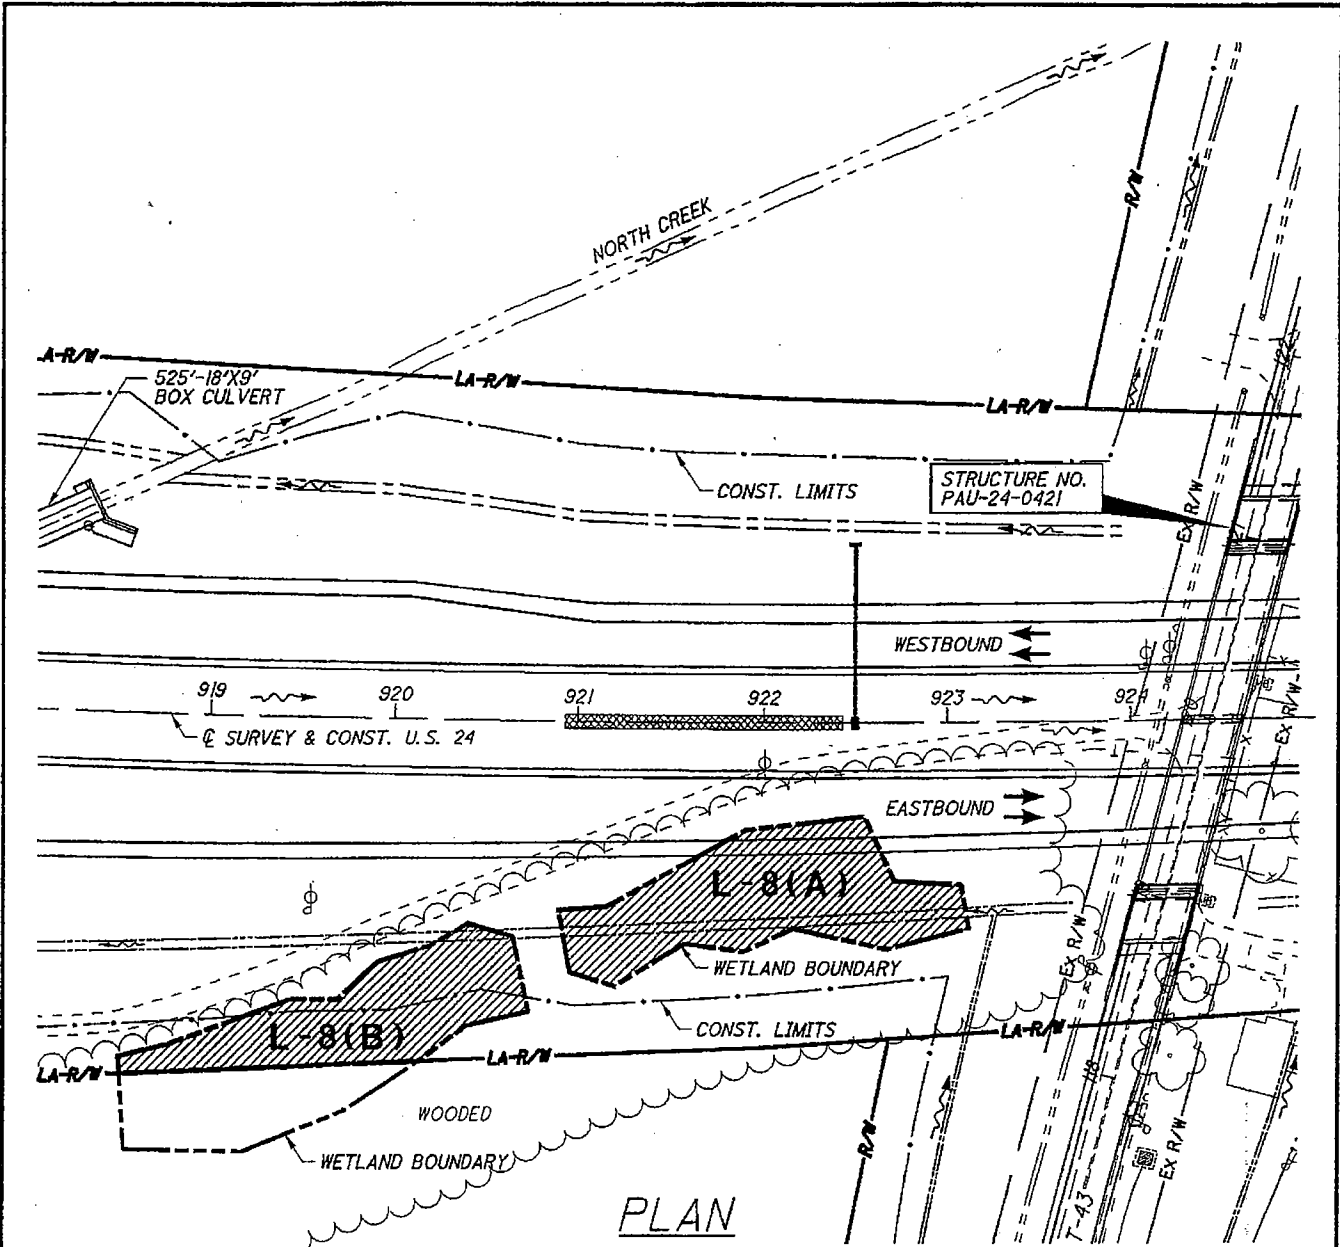 NORTH CREEK
R/W
A-R/W
LA-R/W
LA-R/W
525'-18'X9'
BOX CULVERT
CONST. LIMITS
STRUCTURE NO.
PAU-24-0421
EX R/W
WESTBOUND
919
920
921
922
923
924
℄ SURVEY & CONST. U.S. 24
EX R/W
EASTBOUND
L-8(A)
WETLAND BOUNDARY
EX R/W
L-8(B)
CONST. LIMITS
LA-R/W
LA-R/W
LA-R/W
WOODED
118
WETLAND BOUNDARY
R/W
EX R/W
T-43
PLAN